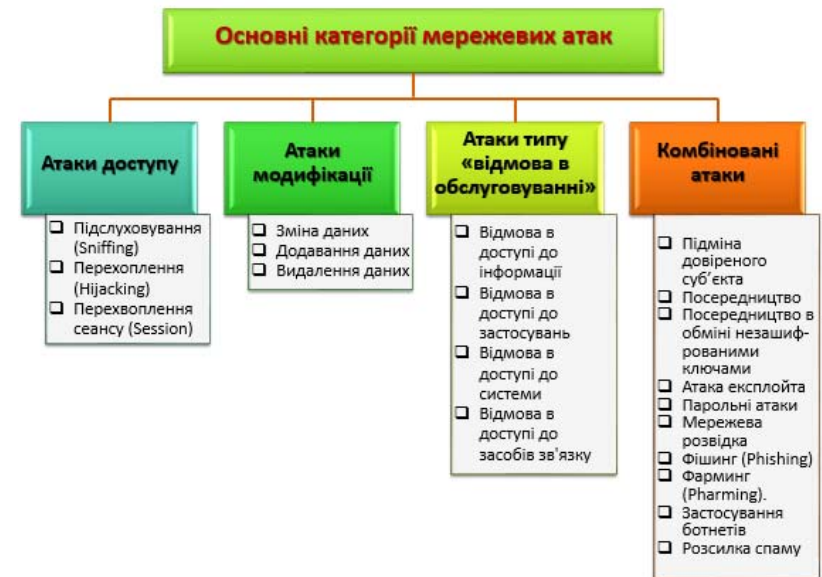 Основні категорії мережевих атак
Атаки доступу
❑ Підслуховування
(Sniffing)
❑ Перехоплення
(Hijacking)
❑ Перехвоплення
сеансу (Session)
Атаки
модифікації
❑ Зміна даних
❑ Додавання даних
❑ Видалення даних
Атаки типу
«відмова в
обслуговуванні»
❑ Відмова в
доступі до
інформації
❑ Відмова в
доступі до
застосувань
❑ Відмова в
доступі до
системи
❑ Відмова в
доступі до
засобів зв'язку
Комбіновані
атаки
❑ Підміна
довіреного
суб’єкта
❑ Посередництво
❑ Посередництво в
обміні незашиф-
рованими
ключами
❑ Атака експлойта
❑ Парольні атаки
❑ Мережева
розвідка
❑ Фішинг (Phishing)
❑ Фарминг
(Pharming).
❑ Застосування
ботнетів
❑ Розсилка спаму